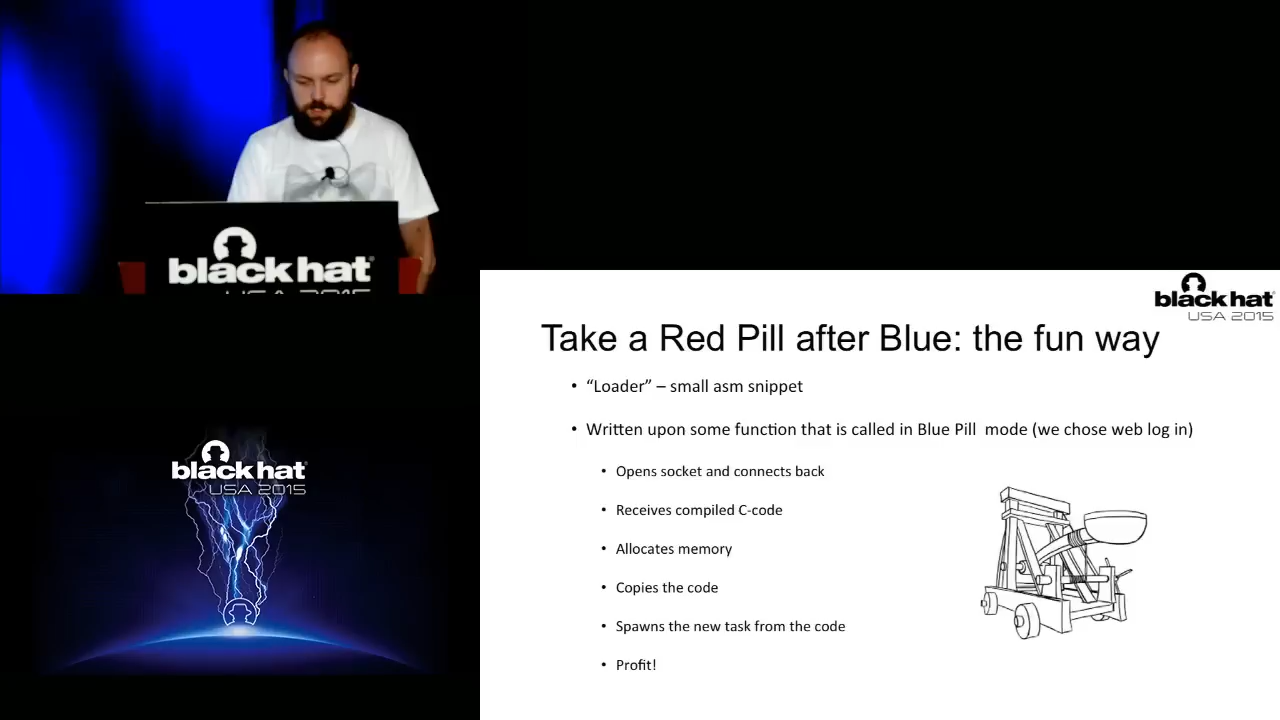 black hat
USA 2015
black hat
USA 2015
Take a Red Pill after Blue: the fun way
• “Loader” – small asm snippet
• Written upon some function that is called in Blue Pill  mode (we chose web log in)
• Opens socket and connects back
• Receives compiled C-code
• Allocates memory
• Copies the code
• Spawns the new task from the code
• Profit!
black hat
USA 2015